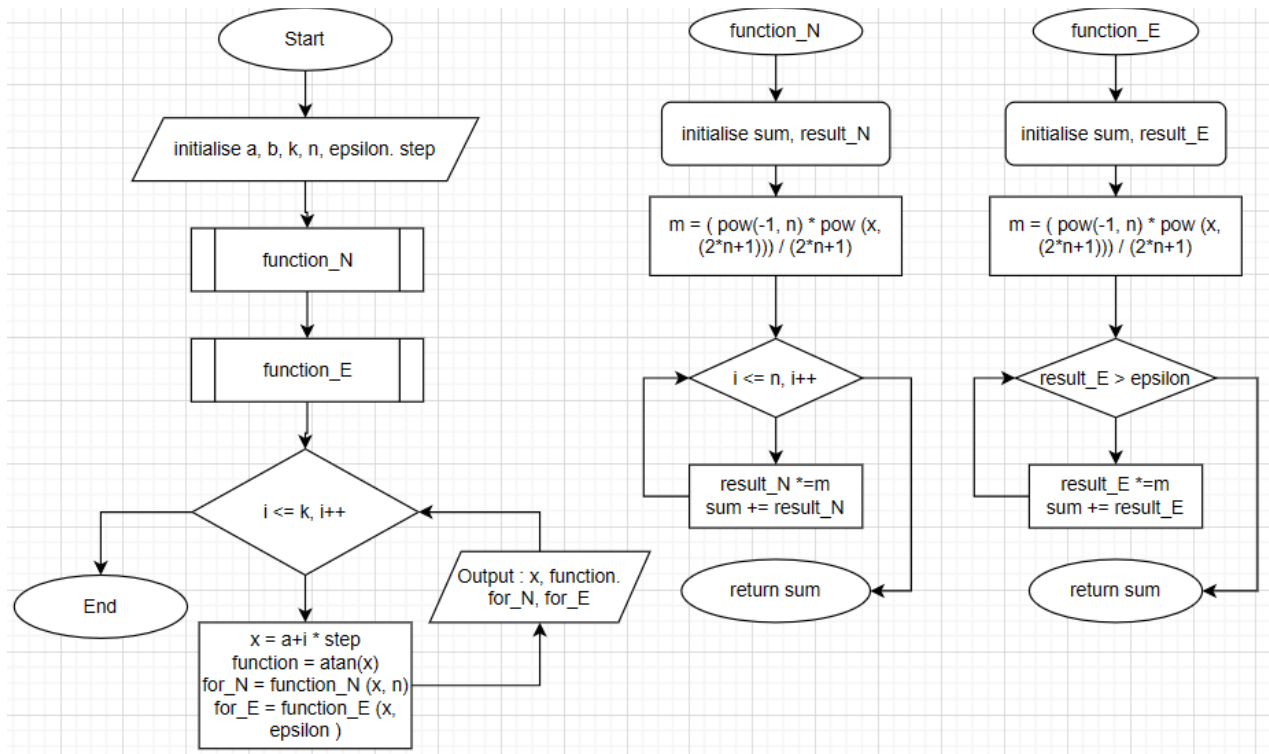 Start
initialise a, b, k, n, epsilon. step
function_N
function_E
i <= k, i++
End
x = a+i * step
function = atan(x)
for_N = function_N (x, n)
for_E = function_E (x,
epsilon )
Output : x, function.
for_N, for_E
function_N
initialise sum, result_N
m = ( pow(-1, n) * pow (x,
(2*n+1))) / (2*n+1)
i <= n, i++
result_N *=m
sum += result_N
return sum
function_E
initialise sum, result_E
m = ( pow(-1, n) * pow (x,
(2*n+1))) / (2*n+1)
result_E > epsilon
result_E *=m
sum += result_E
return sum